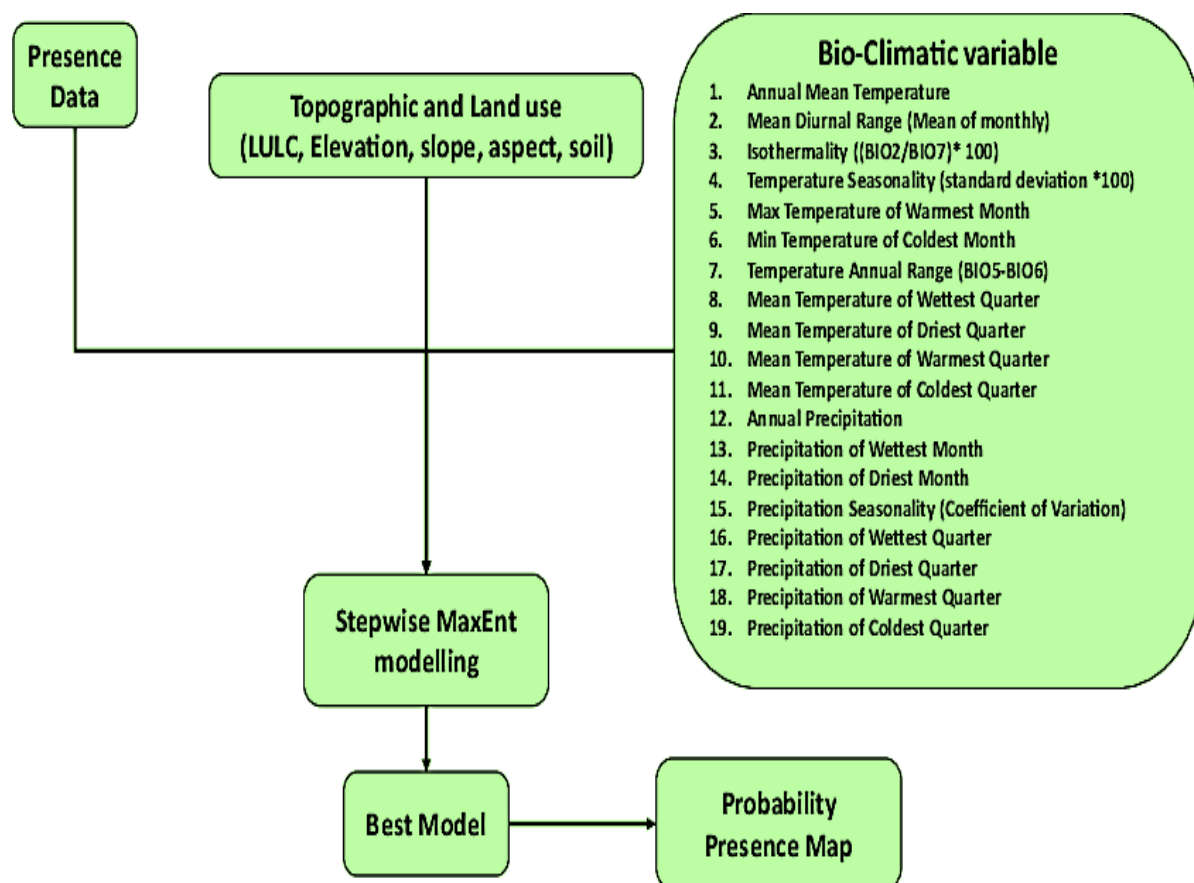 Presence
Data
Topographic and Land use
(LULC, Elevation, slope, aspect, soil)
Bio-Climatic variable
1. Annual Mean Temperature
2. Mean Diurnal Range (Mean of monthly)
3. Isothermality ((BIO2/BIO7)* 100)
4. Temperature Seasonality (standard deviation *100)
5. Max Temperature of Warmest Month
6. Min Temperature of Coldest Month
7. Temperature Annual Range (BIO5-BIO6)
8. Mean Temperature of Wettest Quarter
9. Mean Temperature of Driest Quarter
10. Mean Temperature of Warmest Quarter
11. Mean Temperature of Coldest Quarter
12. Annual Precipitation
13. Precipitation of Wettest Month
14. Precipitation of Driest Month
15. Precipitation Seasonality (Coefficient of Variation)
16. Precipitation of Wettest Quarter
17. Precipitation of Driest Quarter
18. Precipitation of Warmest Quarter
19. Precipitation of Coldest Quarter
Stepwise MaxEnt
modelling
Best Model
Probability
Presence Map